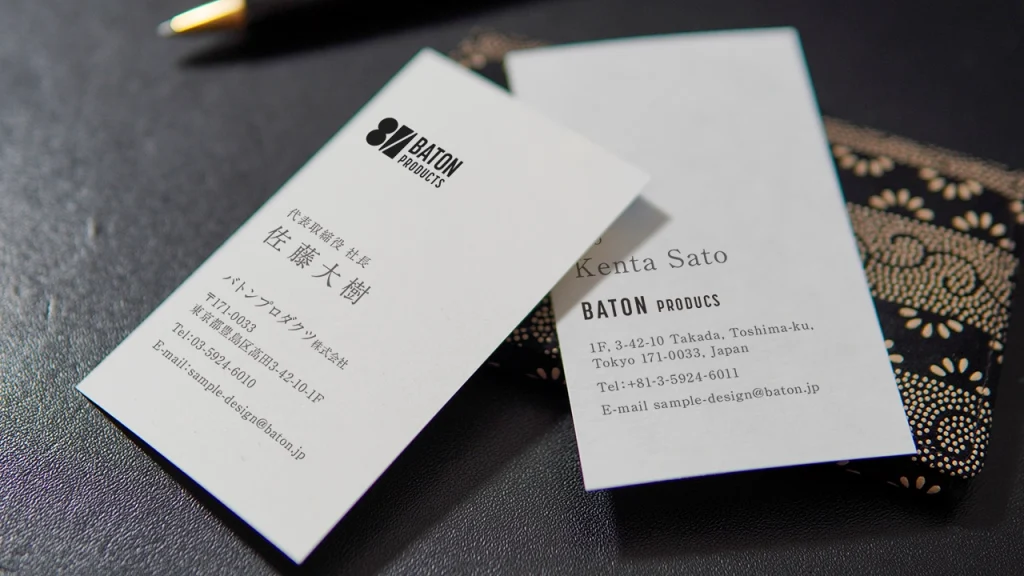 BATON
PRODUCTS
代表取締役 社長
佐藤大樹
バトンプロダクツ株式会社
〒171-0033
東京都豊島区高田3-42-10-1F
Tel:03-5924-6010
E-mail:sample-design@baton.jp
Kenta Sato
BATON PRODUCS
1F, 3-42-10 Takada, Toshima-ku,
Tokyo 171-0033, Japan
Tel:+81-3-5924-6011
E-mail sample-design@baton.jp